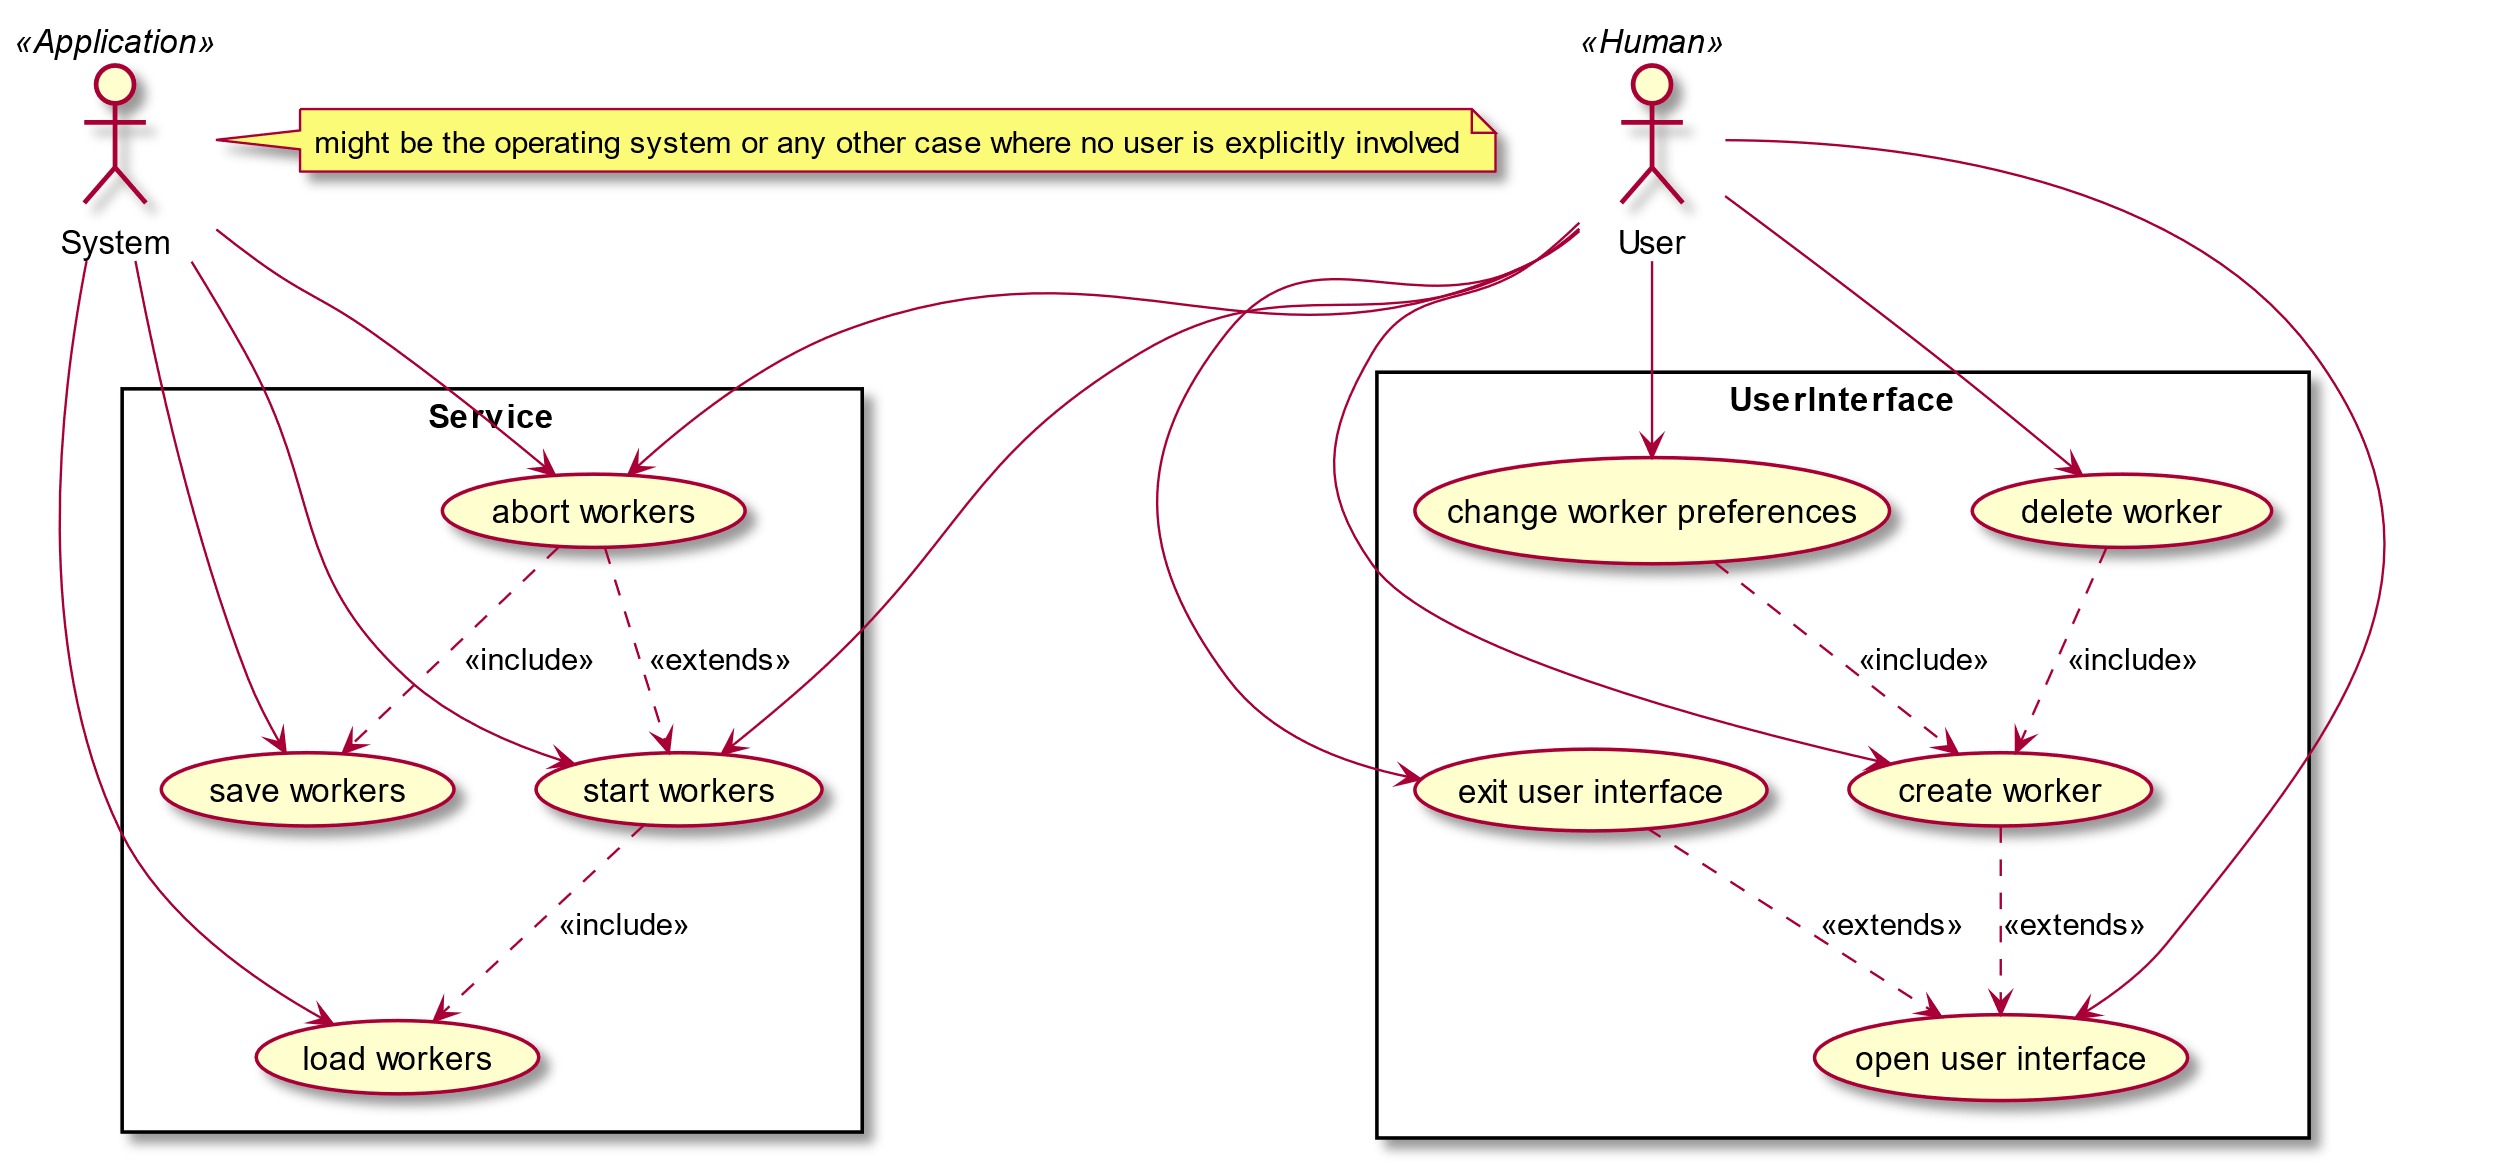 «Application»
«Human»
might be the operating system or any other case where no user is explicitly involved
System
User
Service
UserInterface
abort workers
change worker preferences
delete worker
«include»
«extends»
«include»
«include»
save workers
start workers
exit user interface
create worker
«include»
«extends»
«extends»
load workers
open user interface